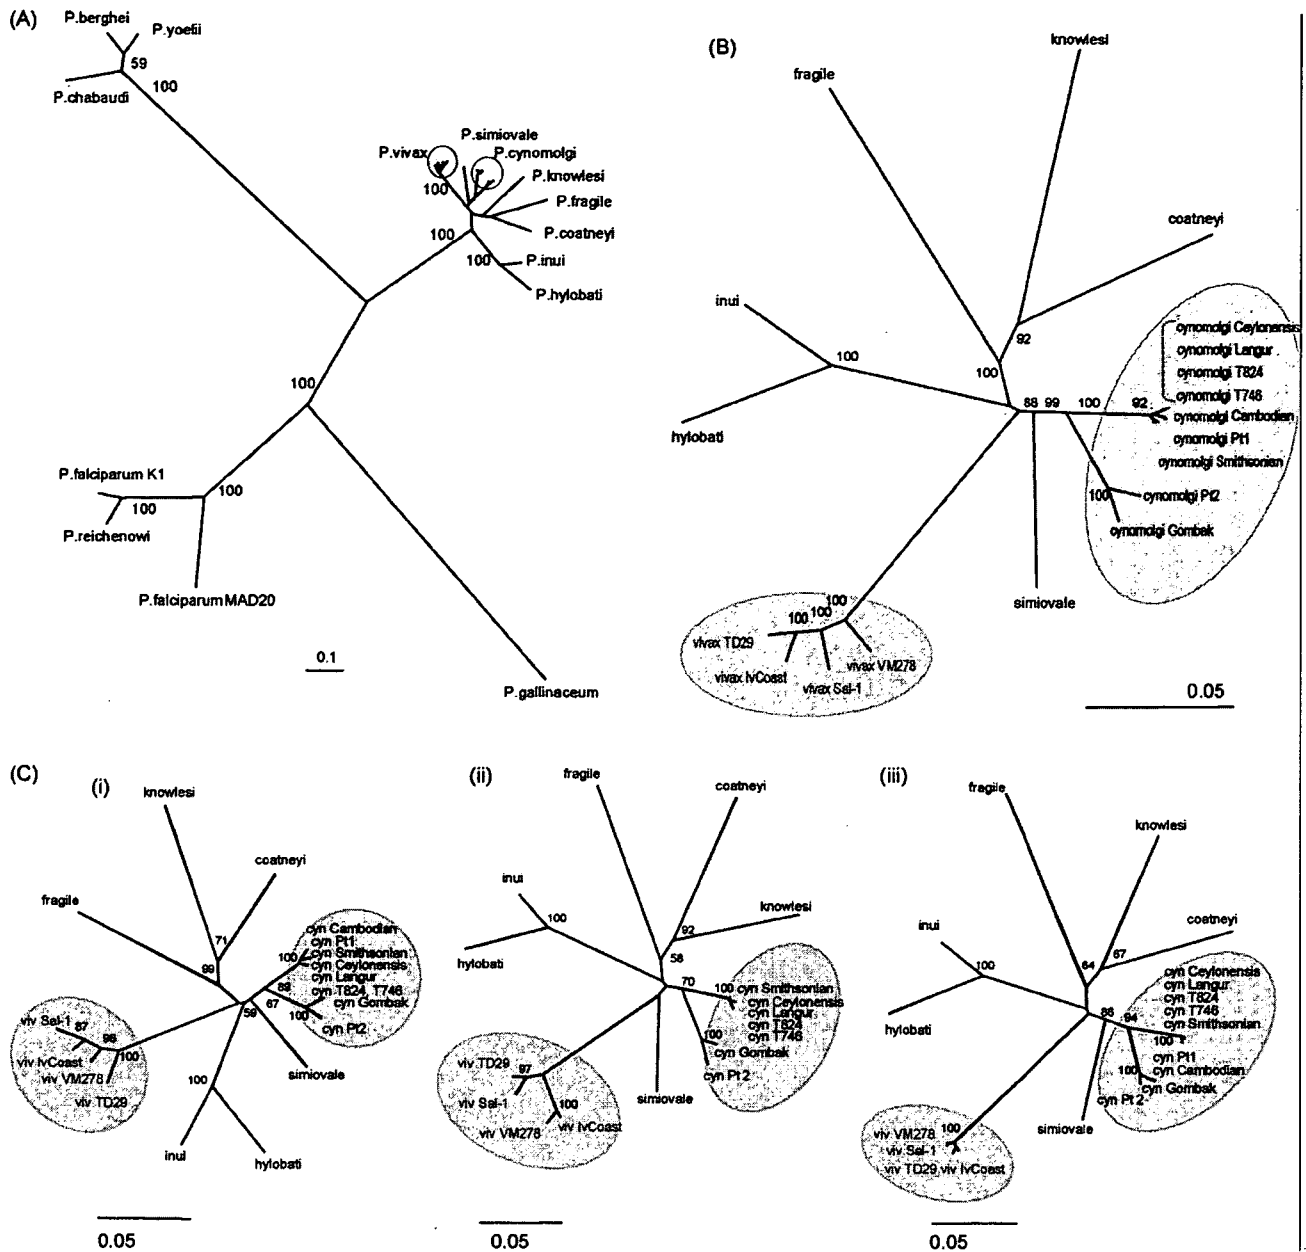 (A)
P.berghei
P.yoelii
59
100
P.chabaudi
P.simiovale
P.vivax
P.cynomolgi
100
P.knowlesi
P.fragile
100
P.coatneyi
100
P.inui
P.hylobati
100
P.falciparum K1
100
100
P.reichenowi
P.falciparum MAD20
0.1
P.gallinaceum
(B)
knowlesi
fragile
coatneyi
inui
92
100
100
hylobati
88 99 100 92
cynomolgi Ceylonensis
cynomolgi Langur
cynomolgi T824
cynomolgi T746
cynomolgi Cambodian
cynomolgi Pt1
cynomolgi Smithsonian
100
cynomolgi Pt2
cynomolgi Gombak
simiovale
100
100
100
vivax TD29
vivax IvCoast
vivax Sal-1
vivax VM278
0.05
(C)
(i)
knowlesi
coatneyi
fragile
71
99
cyn Cambodian
cyn Pt1
100 cyn Smithsonian
cyn Ceylonensis
cyn Langur
89
cyn T824, T746
67
cyn Gombak
59
100
cyn Pt2
viv Sal-1
87
98
viv IvCoast
100
viv VM278
viv TD29
simiovale
100
inui
hylobati
0.05
(ii)
fragile
coatneyi
inui
100
knowlesi
92
58
hylobati
70
100 cyn Smithsonian
cyn Ceylonensis
cyn Langur
cyn T824
cyn T746
100
cyn Gombak
cyn Pt 2
viv TD29
97
viv Sal-1
100
viv VM278
viv IvCoast
simiovale
0.05
(iii)
fragile
knowlesi
coatneyi
inui
67
64
100
hylobati
86
94
cyn Ceylonensis
cyn Langur
cyn T824
cyn T746
cyn Smithsonian
100
cyn Pt1
cyn Cambodian
100
cyn Gombak
cyn Pt 2
simiovale
100
viv VM278
viv Sal-1
viv TD29, viv IvCoast
0.05